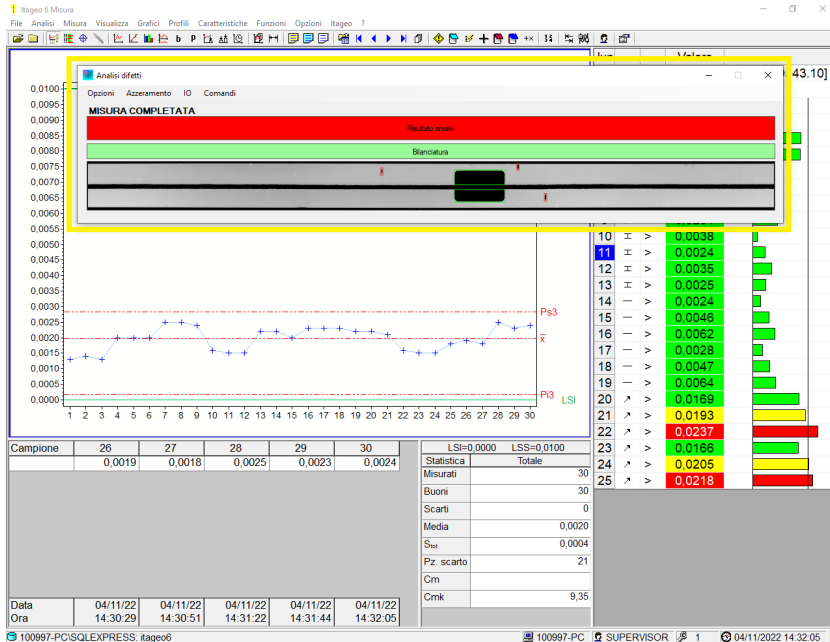 Itageo 6 Misura
File Analisi Misura Visualizza Grafici Profili Caratteristiche Funzioni Opzioni Itageo ?
Analisi difetti
Opzioni Azzeramento IO Comandi
MISURA COMPLETATA
Risultato analisi
Bilanciatura
Valore
43.10]
0,0100
0,0095
0,0090
0,0085
0,0080
0,0075
0,0070
0,0065
0,0060
0,0055
0,0050
0,0045
0,0040
0,0035
0,0030
0,0025
0,0020
0,0015
0,0010
0,0005
0,0000
Ps3
x
Pi3
LSI
1 2 3 4 5 6 7 8 9 10 11 12 13 14 15 16 17 18 19 20 21 22 23 24 25 26 27 28 29 30
10 > 0,0038
11 > 0,0024
12 > 0,0035
13 > 0,0025
14 — > 0,0024
15 — > 0,0046
16 — > 0,0062
17 — > 0,0028
18 — > 0,0047
19 — > 0,0064
20 ↗ > 0,0169
21 ↗ > 0,0193
22 ↗ > 0,0237
23 ↗ > 0,0166
24 ↗ > 0,0205
25 ↗ > 0,0218
Campione 26 27 28 29 30
0,0019 0,0018 0,0025 0,0023 0,0024
Data 04/11/22 04/11/22 04/11/22 04/11/22 04/11/22
Ora 14:30:29 14:30:51 14:31:22 14:31:44 14:32:05
LSI=0,0000 LSS=0,0100
Statistica Totale
Misurati 30
Buoni 30
Scarti 0
Media 0,0020
Stot 0,0004
Pz. scarto 21
Cm
Cmk 9,35
100997-PC\SQLEXPRESS: itageo6 100997-PC SUPERVISOR 1 04/11/2022 14:32:05